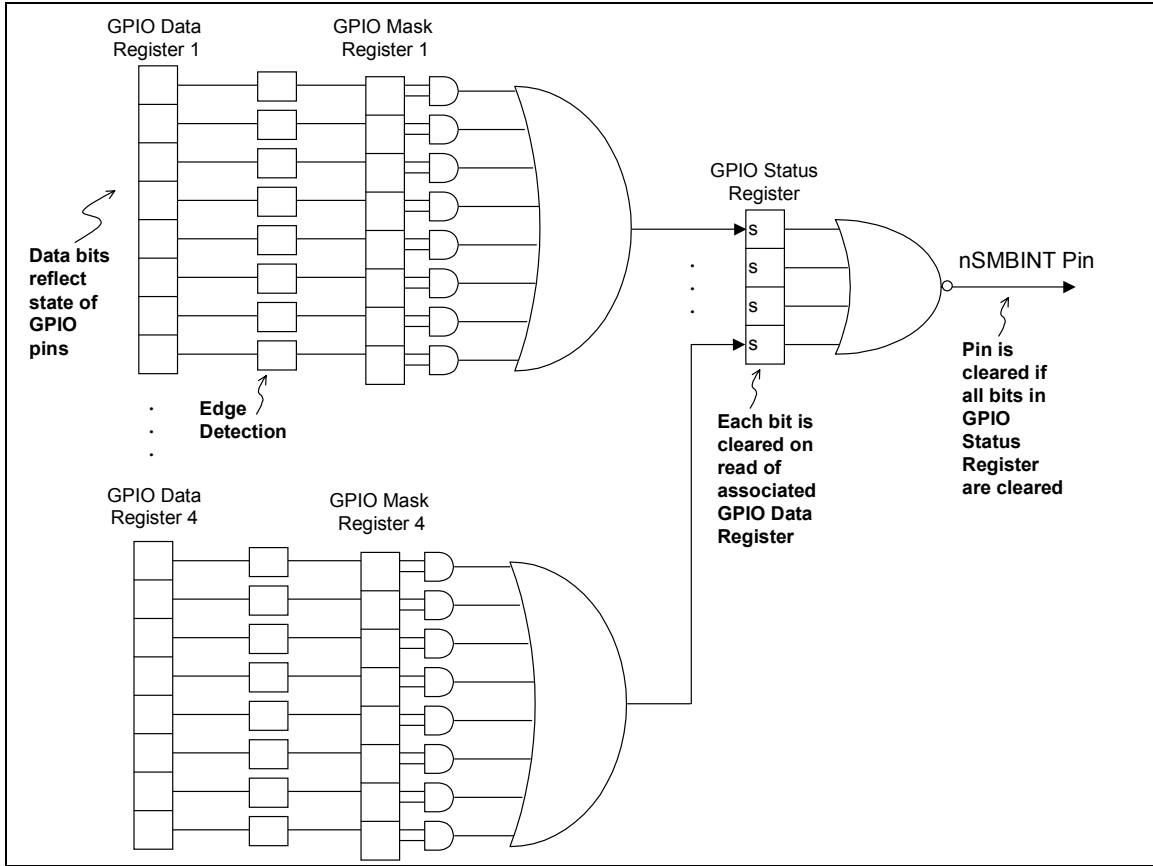 GPIO Data
Register 1
GPIO Mask
Register 1
GPIO Status
Register
s
s
s
s
nSMBINT Pin
Data bits
reflect
state of
GPIO
pins
Edge
Detection
Each bit is
cleared on
read of
associated
GPIO Data
Register
Pin is
cleared if
all bits in
GPIO
Status
Register
are cleared
GPIO Data
Register 4
GPIO Mask
Register 4